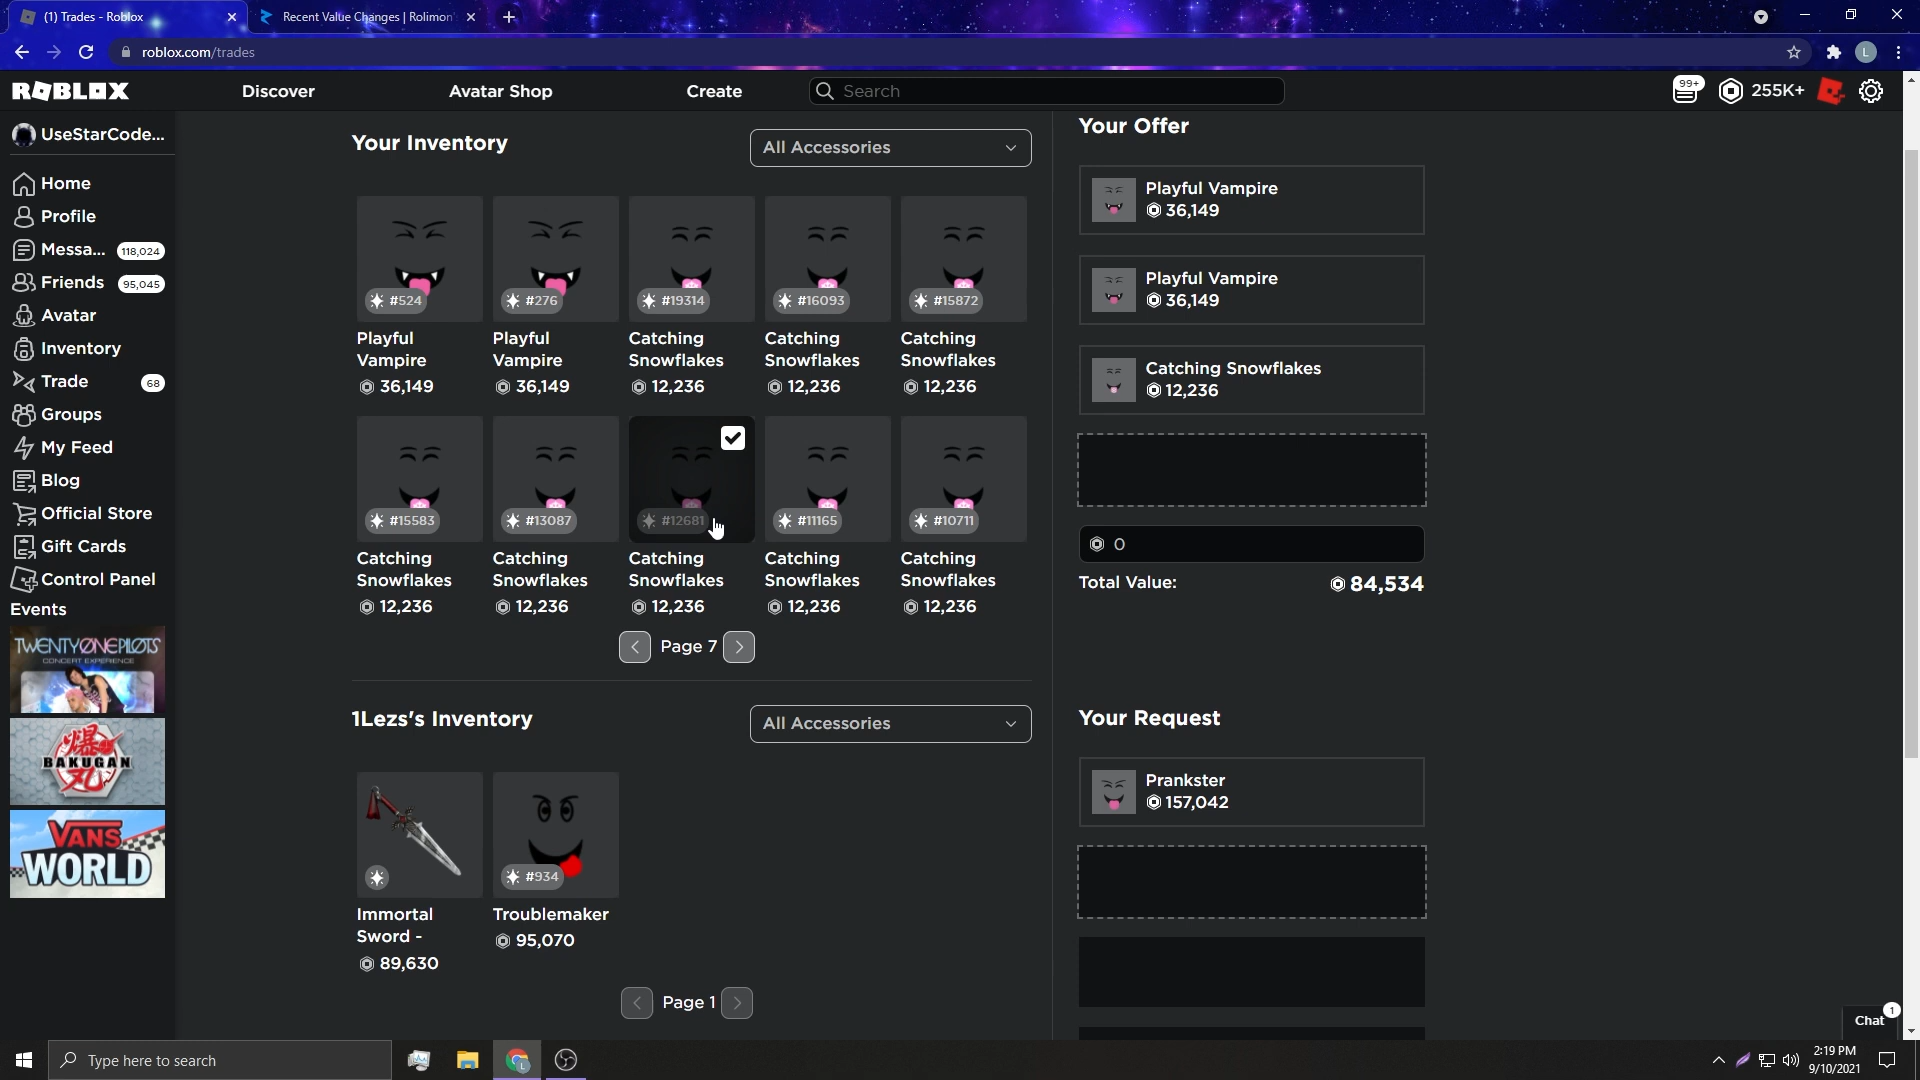 (1) Trades - Roblox
Recent Value Changes | Rolimon'
roblox.com/trades
L
ROBLOX
Discover
Avatar Shop
Create
Search
99+
255K+
UseStarCode...
Home
Profile
Messa...
118,024
Friends
95,045
Avatar
Inventory
Trade
68
Groups
My Feed
Blog
Official Store
Gift Cards
Control Panel
Events
TWENTY ONE PILOTS
CONCERT EXPERIENCE
爆
丸
BAKUGAN
VANS
WORLD
Your Inventory
All Accessories
#524
#276
#19314
#16093
#15872
Playful
Vampire
36,149
Playful
Vampire
36,149
Catching
Snowflakes
12,236
Catching
Snowflakes
12,236
Catching
Snowflakes
12,236
#15583
#13087
#12681
#11165
#10711
Catching
Snowflakes
12,236
Catching
Snowflakes
12,236
Catching
Snowflakes
12,236
Catching
Snowflakes
12,236
Catching
Snowflakes
12,236
Page 7
1Lezs's Inventory
All Accessories
#934
Immortal
Sword -
89,630
Troublemaker
95,070
Page 1
Your Offer
Playful Vampire
36,149
Playful Vampire
36,149
Catching Snowflakes
12,236
0
Total Value:
84,534
Your Request
Prankster
157,042
Chat
1
Type here to search
L
2:19 PM
9/10/2021